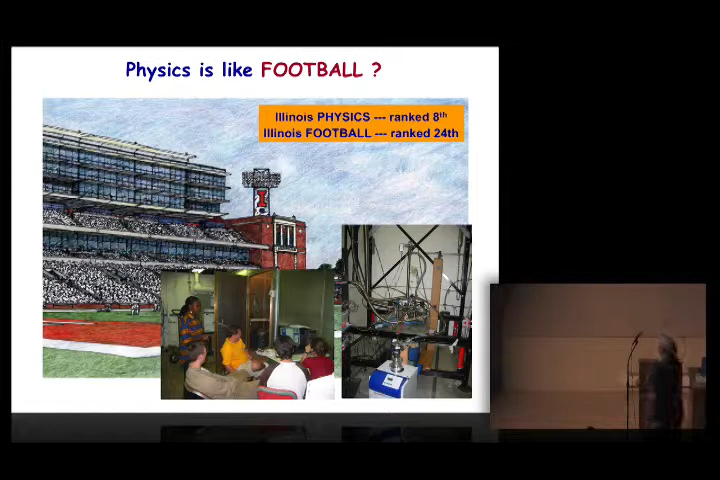 Physics is like FOOTBALL ?
Illinois PHYSICS --- ranked 8th
Illinois FOOTBALL --- ranked 24th
I